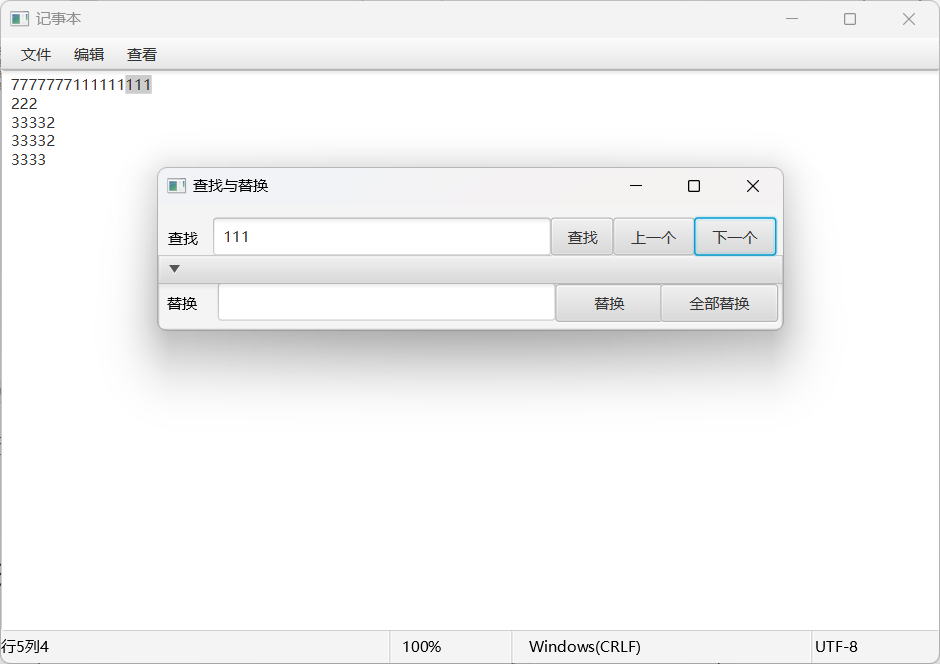 记事本
文件 编辑 查看
7777777111111111
222
33332
33332
3333
查找与替换
查找 111 查找 上一个 下一个
替换 替换 全部替换
行5列4 100% Windows(CRLF) UTF-8